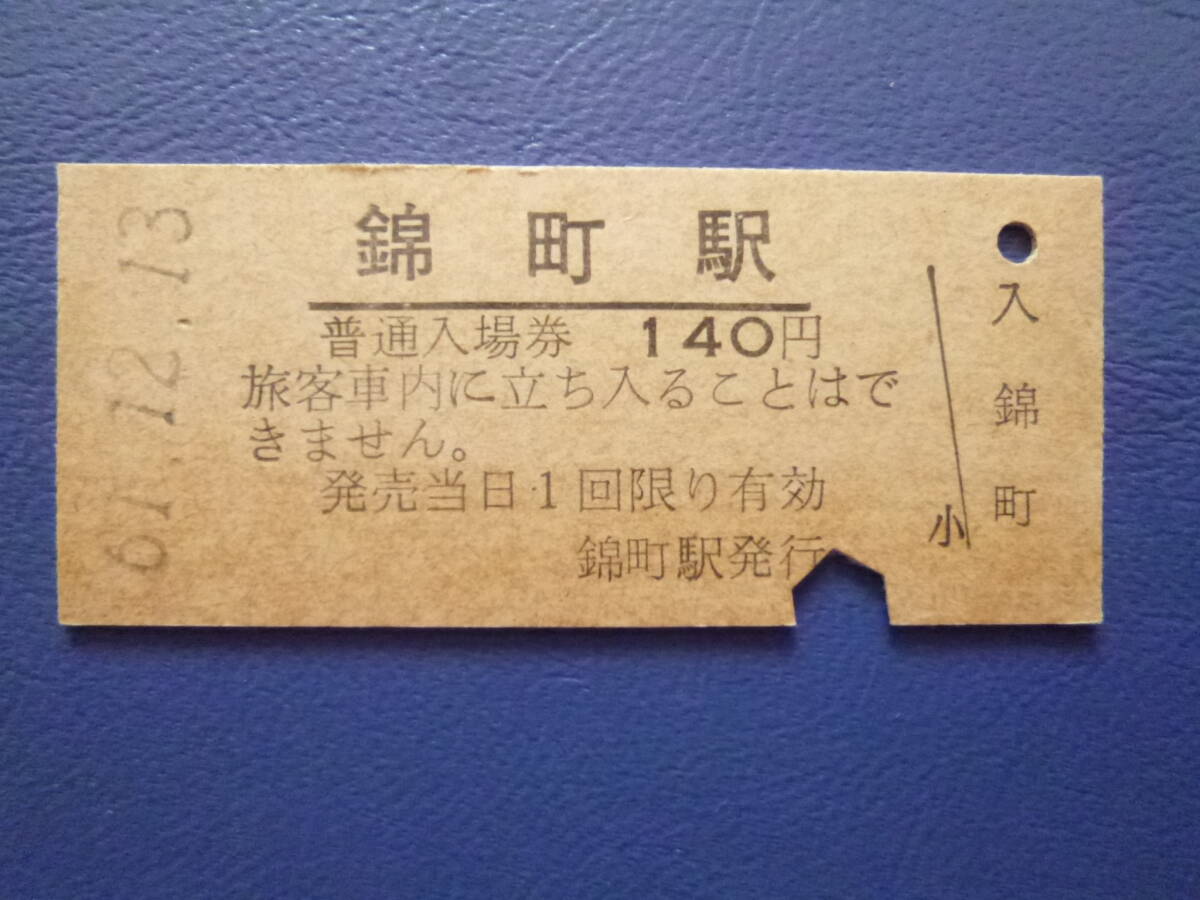 錦町駅
普通入場券 140円
旅客車内に立ち入ることはで
きません。
発売当日1回限り有効
錦町駅発行
61.12.13
小
入錦町